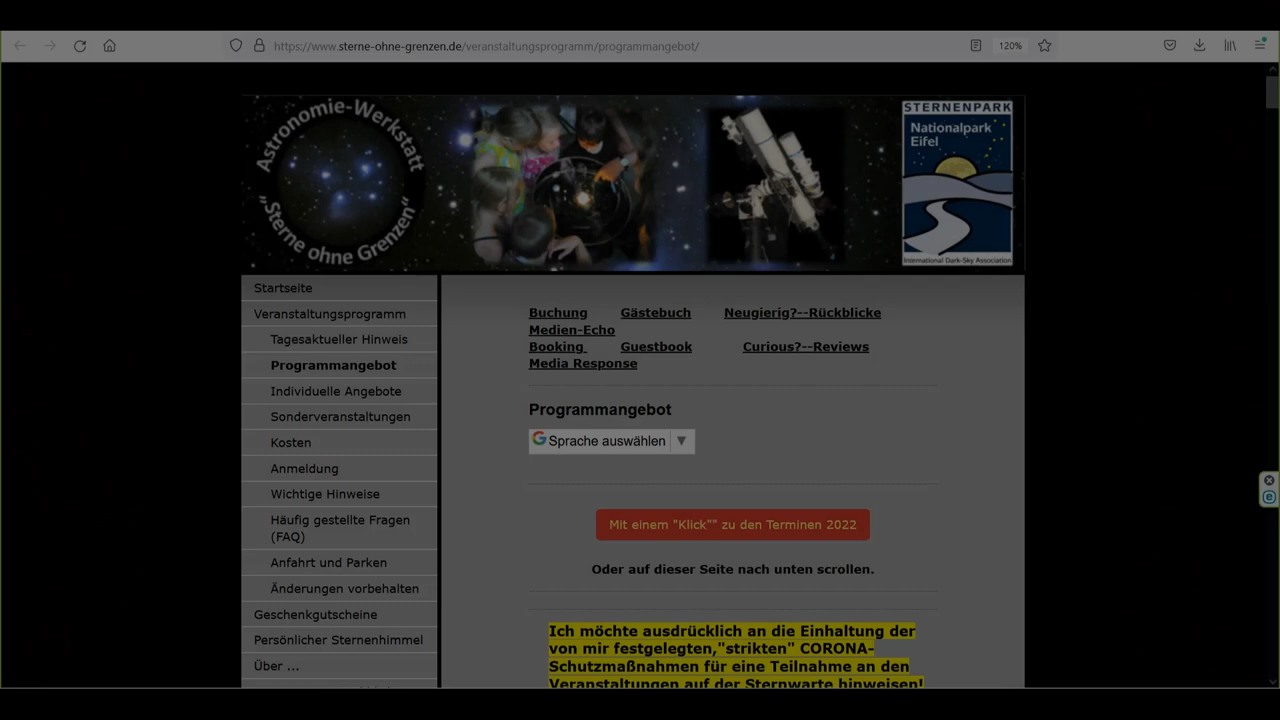 https://www.sterne-ohne-grenzen.de/veranstaltungsprogramm/programmangebot/
120%
Astronomie-Werkstatt
„Sterne ohne Grenzen“
STERNENPARK
Nationalpark
Eifel
International Dark-Sky Association
Startseite
Veranstaltungsprogramm
Tagesaktueller Hinweis
Programmangebot
Individuelle Angebote
Sonderveranstaltungen
Kosten
Anmeldung
Wichtige Hinweise
Häufig gestellte Fragen
(FAQ)
Anfahrt und Parken
Änderungen vorbehalten
Geschenkgutscheine
Persönlicher Sternenhimmel
Über ...
Buchung Gästebuch Neugierig?--Rückblicke
Medien-Echo
Booking Guestbook Curious?--Reviews
Media Response
Programmangebot
Sprache auswählen ▼
Mit einem "Klick"" zu den Terminen 2022
Oder auf dieser Seite nach unten scrollen.
Ich möchte ausdrücklich an die Einhaltung der
von mir festgelegten,"strikten" CORONA-
Schutzmaßnahmen für eine Teilnahme an den
Veranstaltungen auf der Sternwarte hinweisen!